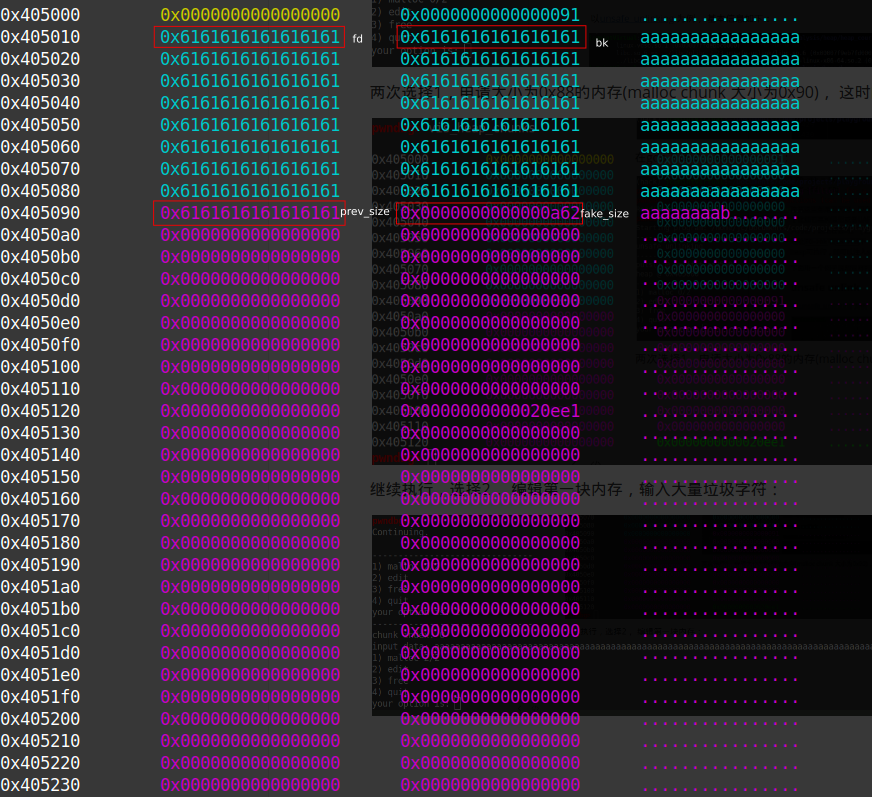 0x405000 0x0000000000000000 0x0000000000000091 ................
0x405010 0x6161616161616161 fd 0x6161616161616161 bk aaaaaaaaaaaaaaaa
0x405020 0x6161616161616161 0x6161616161616161 aaaaaaaaaaaaaaaa
0x405030 0x6161616161616161 0x6161616161616161 aaaaaaaaaaaaaaaa
两次选择1，申请大小为0x88的内存(malloc chunk 大小为0x90)，这时
0x405040 0x6161616161616161 0x6161616161616161 aaaaaaaaaaaaaaaa
0x405050 0x6161616161616161 0x6161616161616161 aaaaaaaaaaaaaaaa
0x405060 0x6161616161616161 0x6161616161616161 aaaaaaaaaaaaaaaa
0x405070 0x6161616161616161 0x6161616161616161 aaaaaaaaaaaaaaaa
0x405080 0x6161616161616161 0x6161616161616161 aaaaaaaaaaaaaaaa
0x405090 0x6161616161616161 prev_size 0x0000000000000a62 fake_size aaaaaaaab.......
0x4050a0 0x0000000000000000 0x0000000000000000 ................
0x4050b0 0x0000000000000000 0x0000000000000000 ................
0x4050c0 0x0000000000000000 0x0000000000000000 ................
0x4050d0 0x0000000000000000 0x0000000000000000 ................
0x4050e0 0x0000000000000000 0x0000000000000000 ................
0x4050f0 0x0000000000000000 0x0000000000000000 ................
0x405100 0x0000000000000000 0x0000000000000000 ................
0x405110 0x0000000000000000 0x0000000000000000 ................
0x405120 0x0000000000000000 0x0000000000020ee1 ................
0x405130 0x0000000000000000 0x0000000000000000 ................
0x405140 0x0000000000000000 0x0000000000000000 ................
0x405150 0x0000000000000000 0x0000000000000000 ................
继续执行，选择2， 编辑第一块内存，输入大量垃圾字符：
0x405160 0x0000000000000000 0x0000000000000000 ................
0x405170 0x0000000000000000 0x0000000000000000 ................
0x405180 0x0000000000000000 0x0000000000000000 ................
0x405190 0x0000000000000000 0x0000000000000000 ................
0x4051a0 0x0000000000000000 0x0000000000000000 ................
0x4051b0 0x0000000000000000 0x0000000000000000 ................
0x4051c0 0x0000000000000000 0x0000000000000000 ................
0x4051d0 0x0000000000000000 0x0000000000000000 ................
0x4051e0 0x0000000000000000 0x0000000000000000 ................
0x4051f0 0x0000000000000000 0x0000000000000000 ................
0x405200 0x0000000000000000 0x0000000000000000 ................
0x405210 0x0000000000000000 0x0000000000000000 ................
0x405220 0x0000000000000000 0x0000000000000000 ................
0x405230 0x0000000000000000 0x0000000000000000 ................